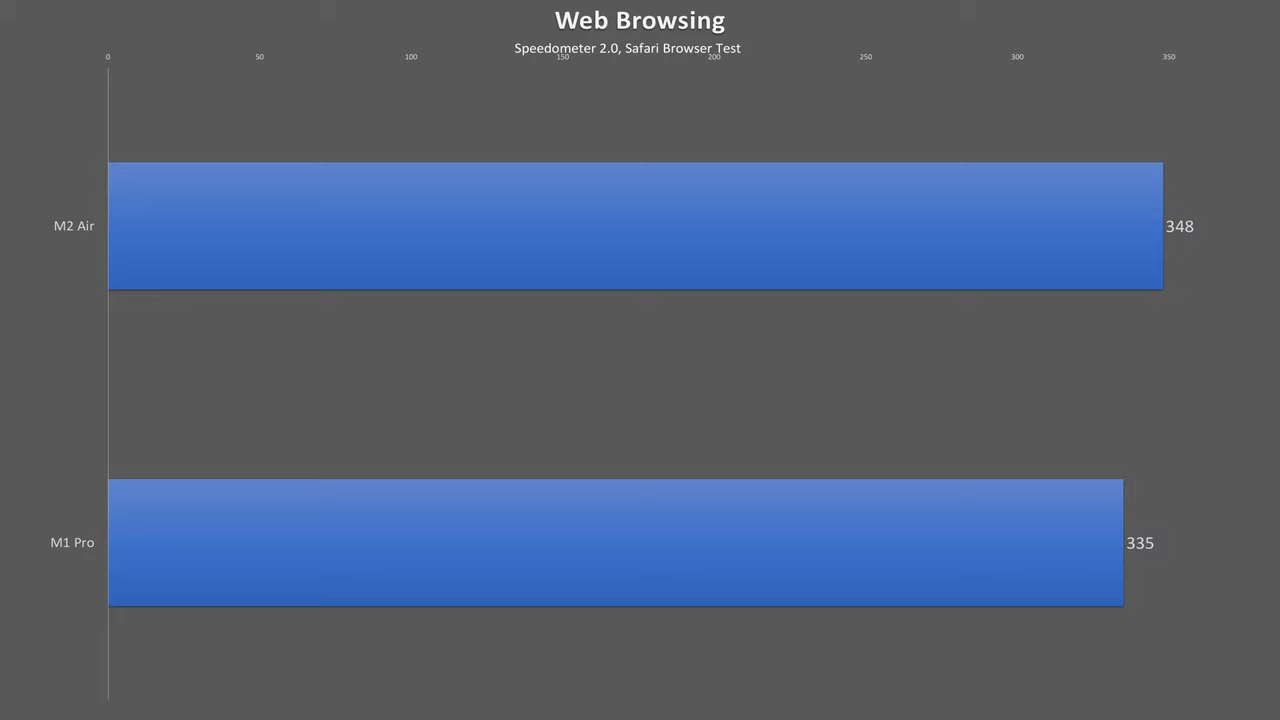 Web Browsing
Speedometer 2.0, Safari Browser Test
0 50 100 150 200 250 300 350
M2 Air 348
M1 Pro 335